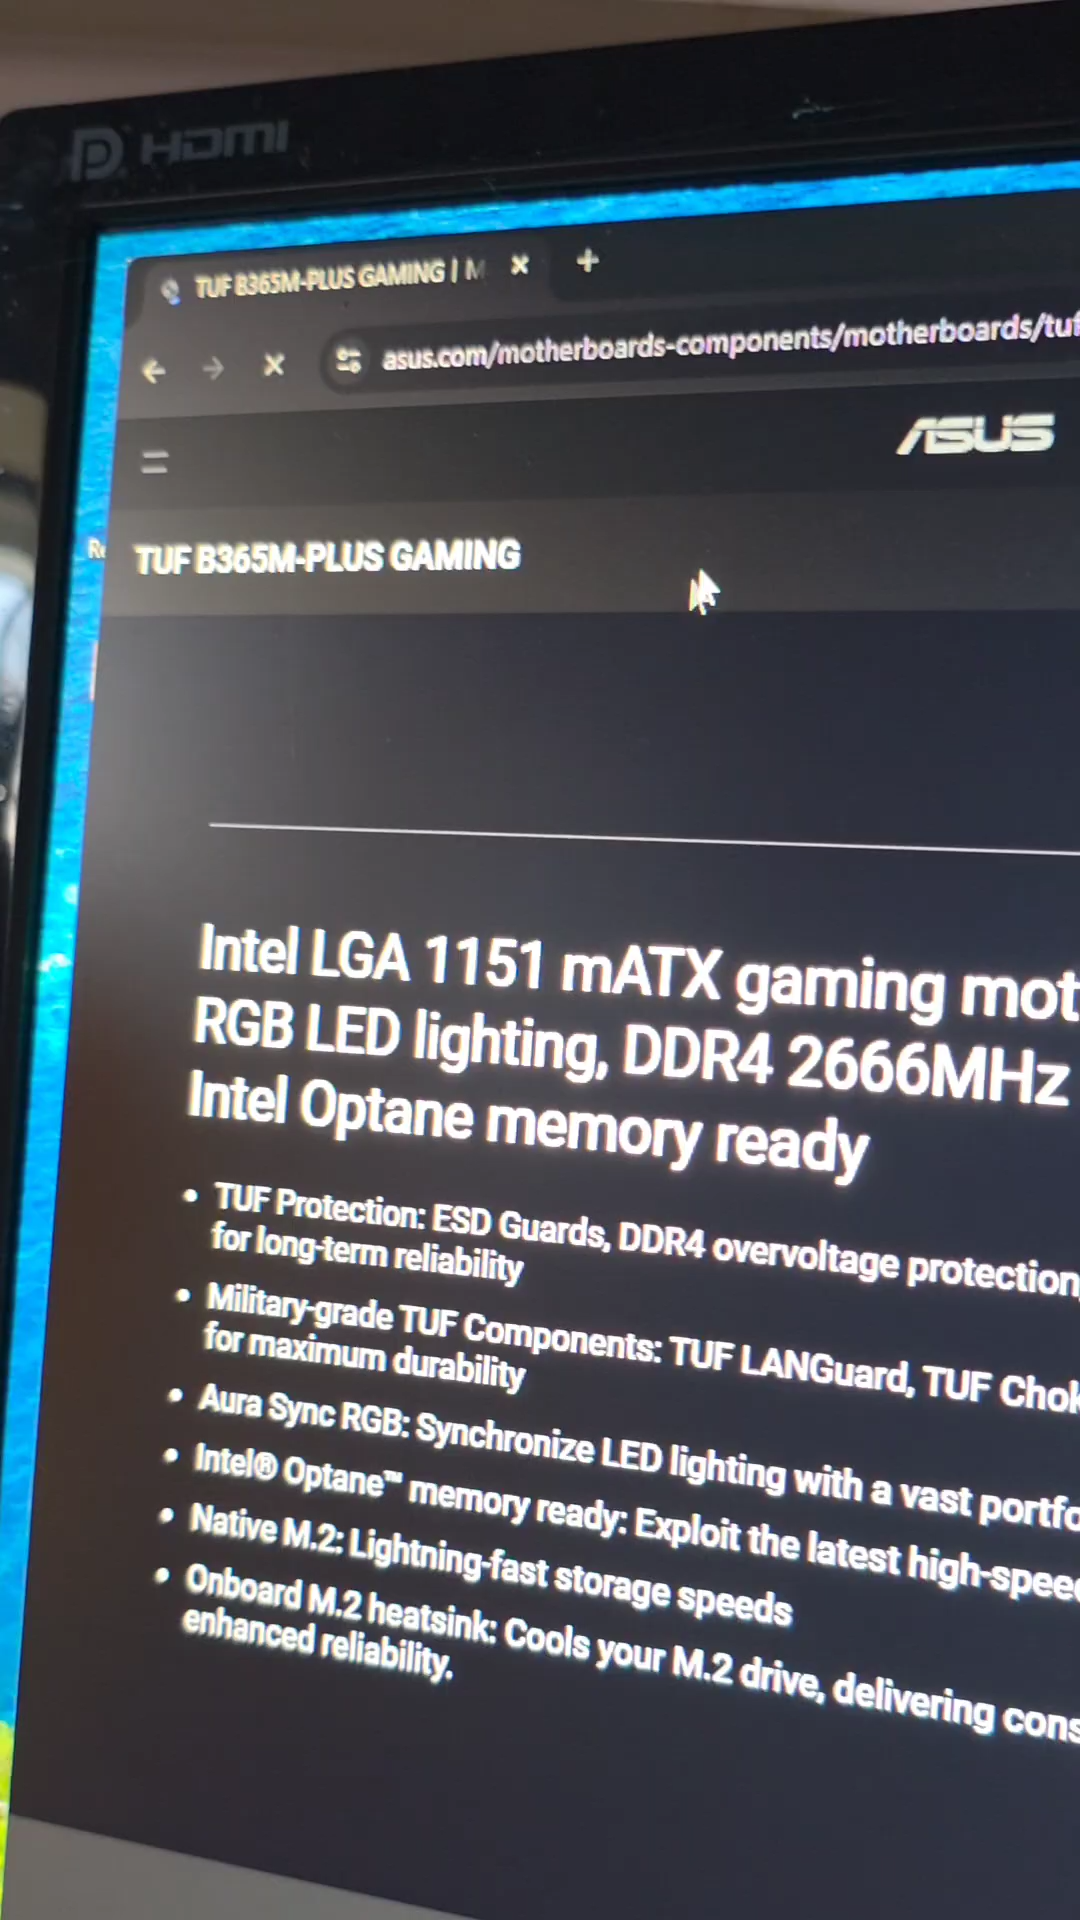 HDMI
TUF B365M-PLUS GAMING | M
asus.com/motherboards-components/motherboards/tuf
ASUS
TUF B365M-PLUS GAMING
Intel LGA 1151 mATX gaming mot
RGB LED lighting, DDR4 2666MHz
Intel Optane memory ready
• TUF Protection: ESD Guards, DDR4 overvoltage protection,
for long-term reliability
• Military-grade TUF Components: TUF LANGuard, TUF Chok
for maximum durability
• Aura Sync RGB: Synchronize LED lighting with a vast portfo
• Intel® Optane™ memory ready: Exploit the latest high-spee
• Native M.2: Lightning-fast storage speeds
• Onboard M.2 heatsink: Cools your M.2 drive, delivering cons
enhanced reliability.